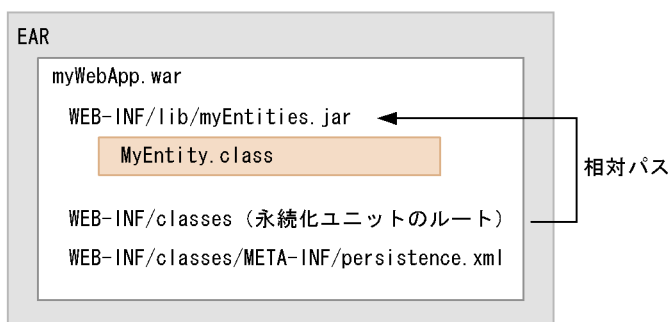 EAR
myWebApp.war
WEB-INF/lib/myEntities.jar
MyEntity.class
相対パス
WEB-INF/classes（永続化ユニットのルート）
WEB-INF/classes/META-INF/persistence.xml